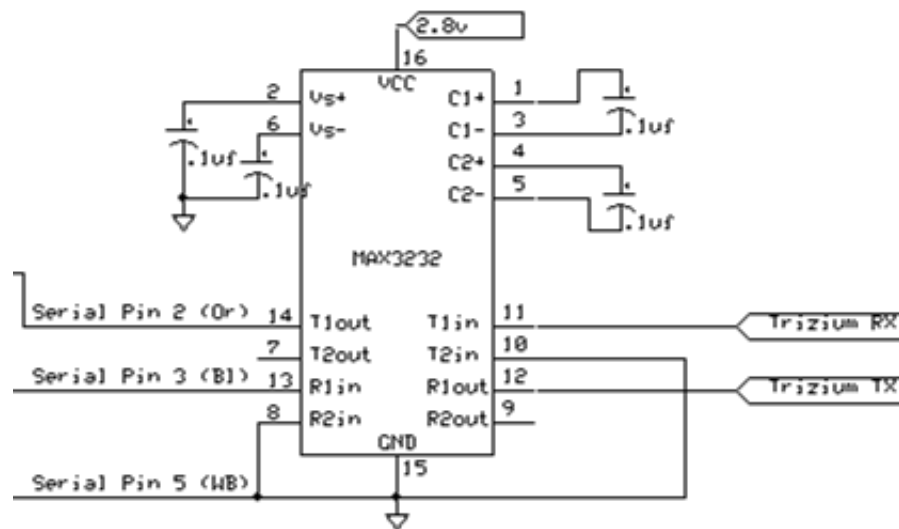 2.8v
16
VCC
2 Vs+ C1+ 1
6 Vs- C1- 3
.1uf .1uf
C2+ 4
.1uf C2- 5
.1uf
MAX3232
Serial Pin 2 (Or) 14 T1out T1in 11 Trizium RX
7 T2out T2in 10
Serial Pin 3 (Bl) 13 R1in R1out 12 Trizium TX
8 R2in R2out 9
GND
15
Serial Pin 5 (WB)